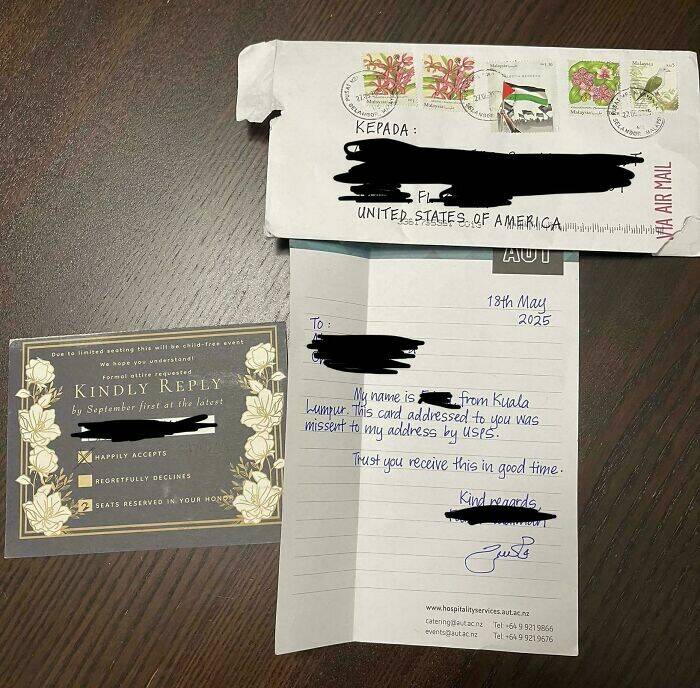 Malaysia
Malaysia
Malaysia
Malaysia
Malaysia
SELANGOR
SELANGOR
KEPADA :
FL
UNITED STATES OF AMERICA
VIA AIR MAIL
AUT
18th May
2025
To :
My name is from Kuala
Lumpur. This card addressed to you was
missent to my address by USPS.
Trust you receive this in good time.
Kind regards,
www.hospitalityservices.aut.ac.nz
catering@aut.ac.nz Tel: +64 9 921 9866
events@aut.ac.nz Tel: +64 9 921 9676
Due to limited seating this will be child-free event
We hope you understand!
Formal attire requested
KINDLY REPLY
by September first at the latest
HAPPILY ACCEPTS
REGRETFULLY DECLINES
2 SEATS RESERVED IN YOUR HONOR